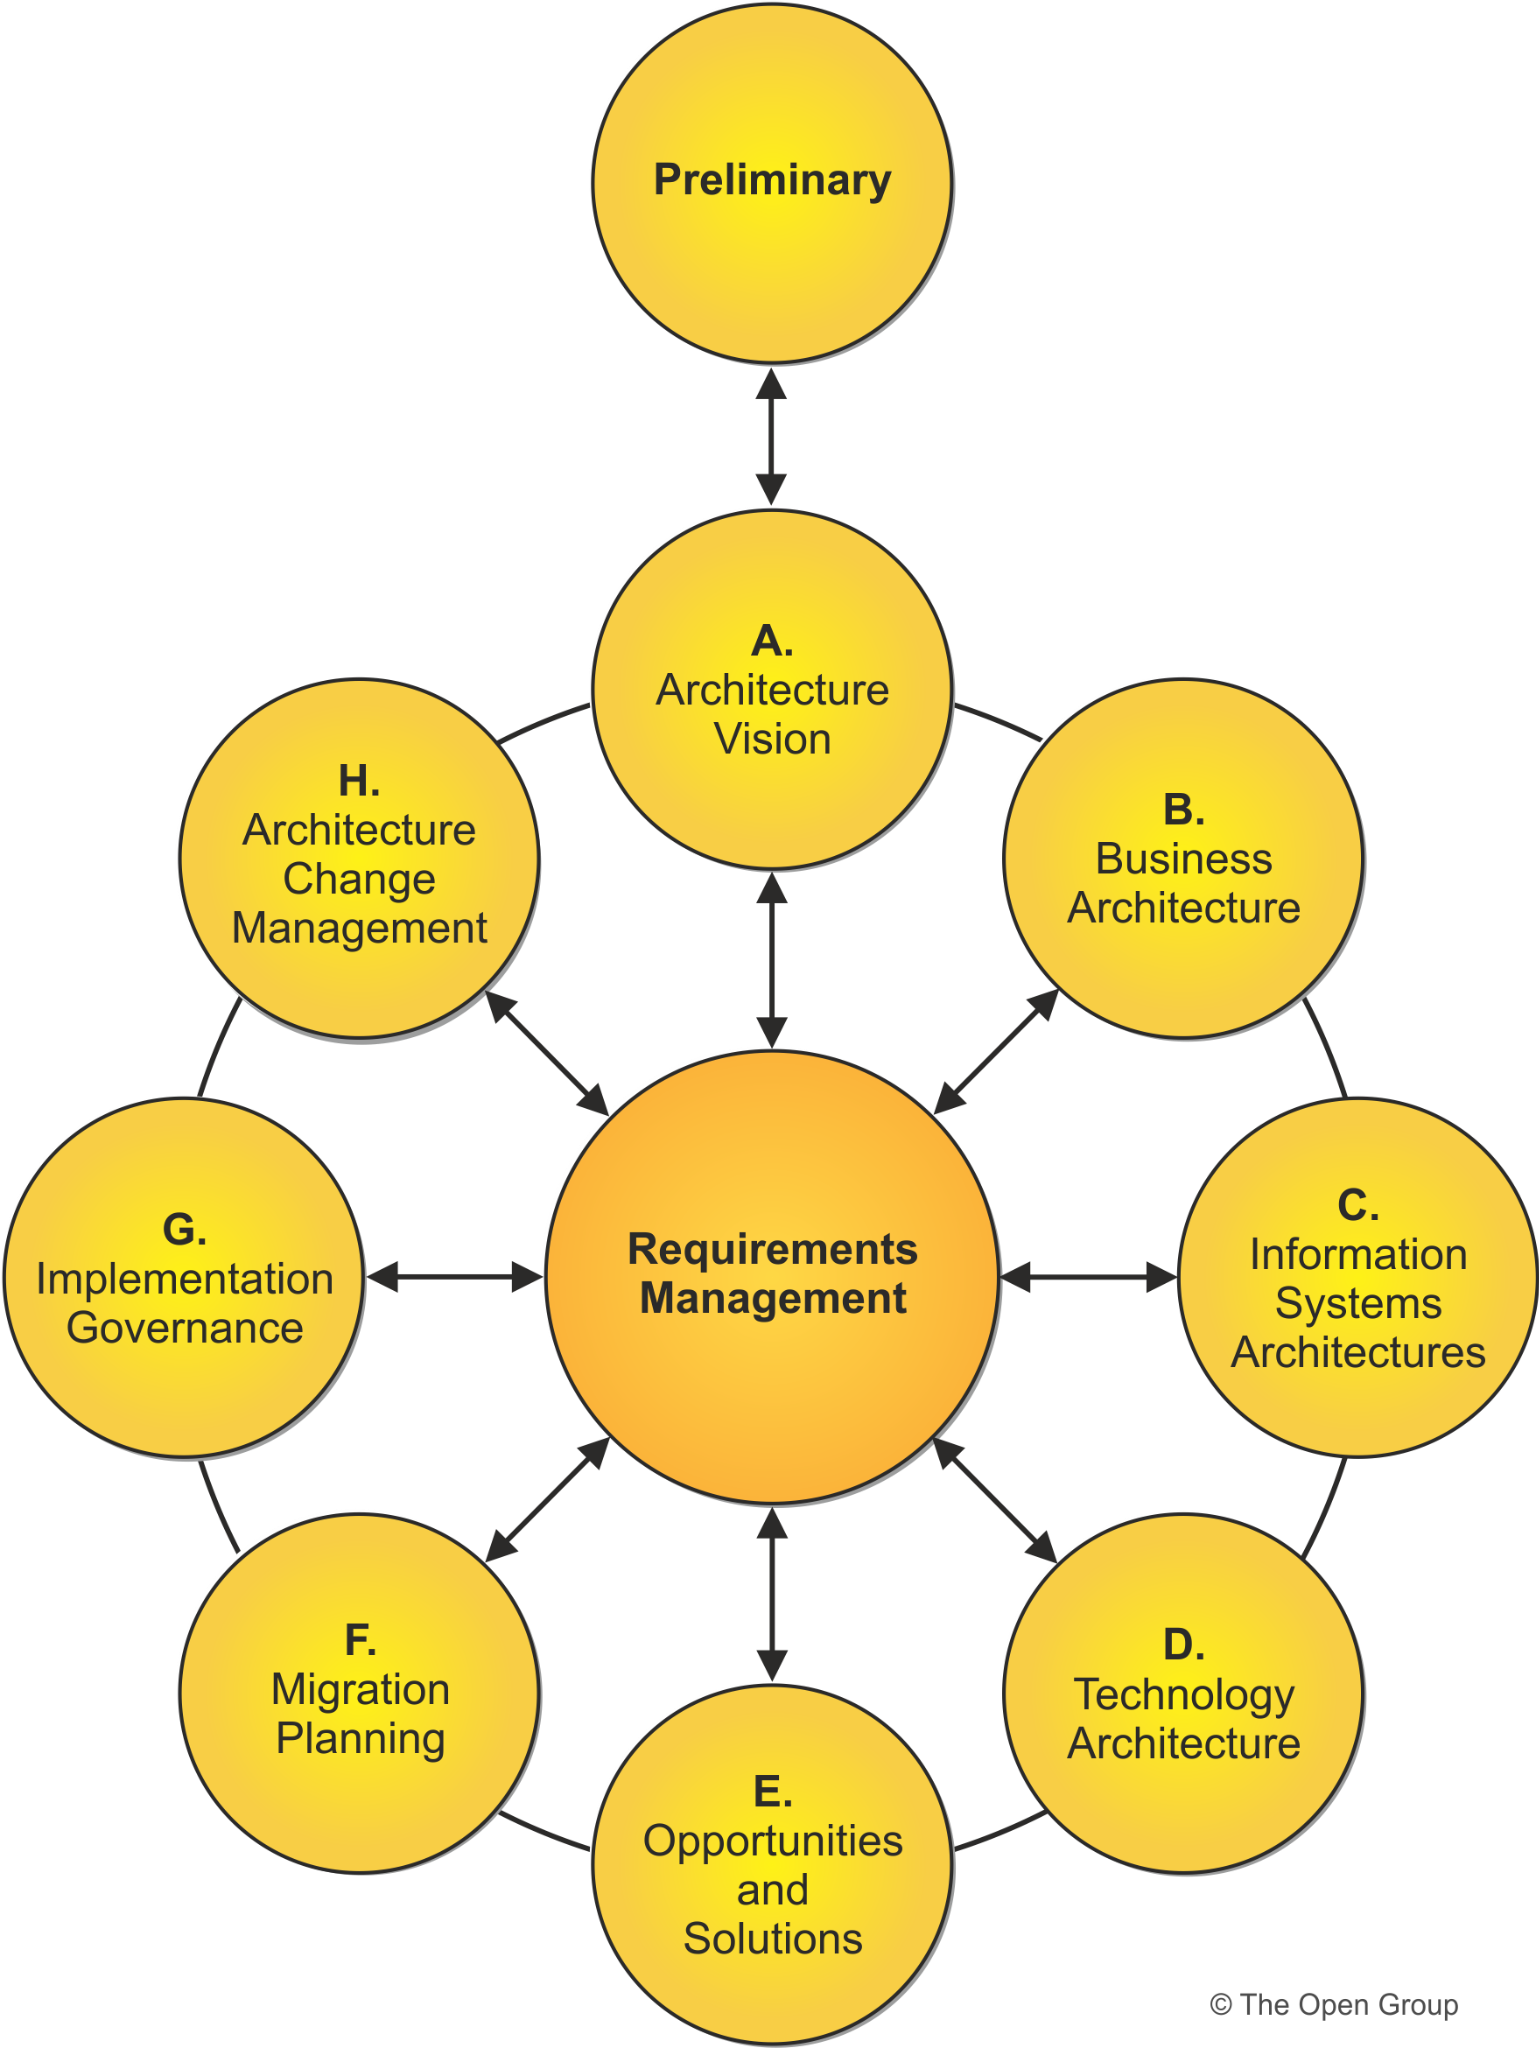 Preliminary
A.
Architecture
Vision
B.
Business
Architecture
C.
Information
Systems
Architectures
D.
Technology
Architecture
E.
Opportunities
and
Solutions
F.
Migration
Planning
G.
Implementation
Governance
H.
Architecture
Change
Management
Requirements
Management
© The Open Group